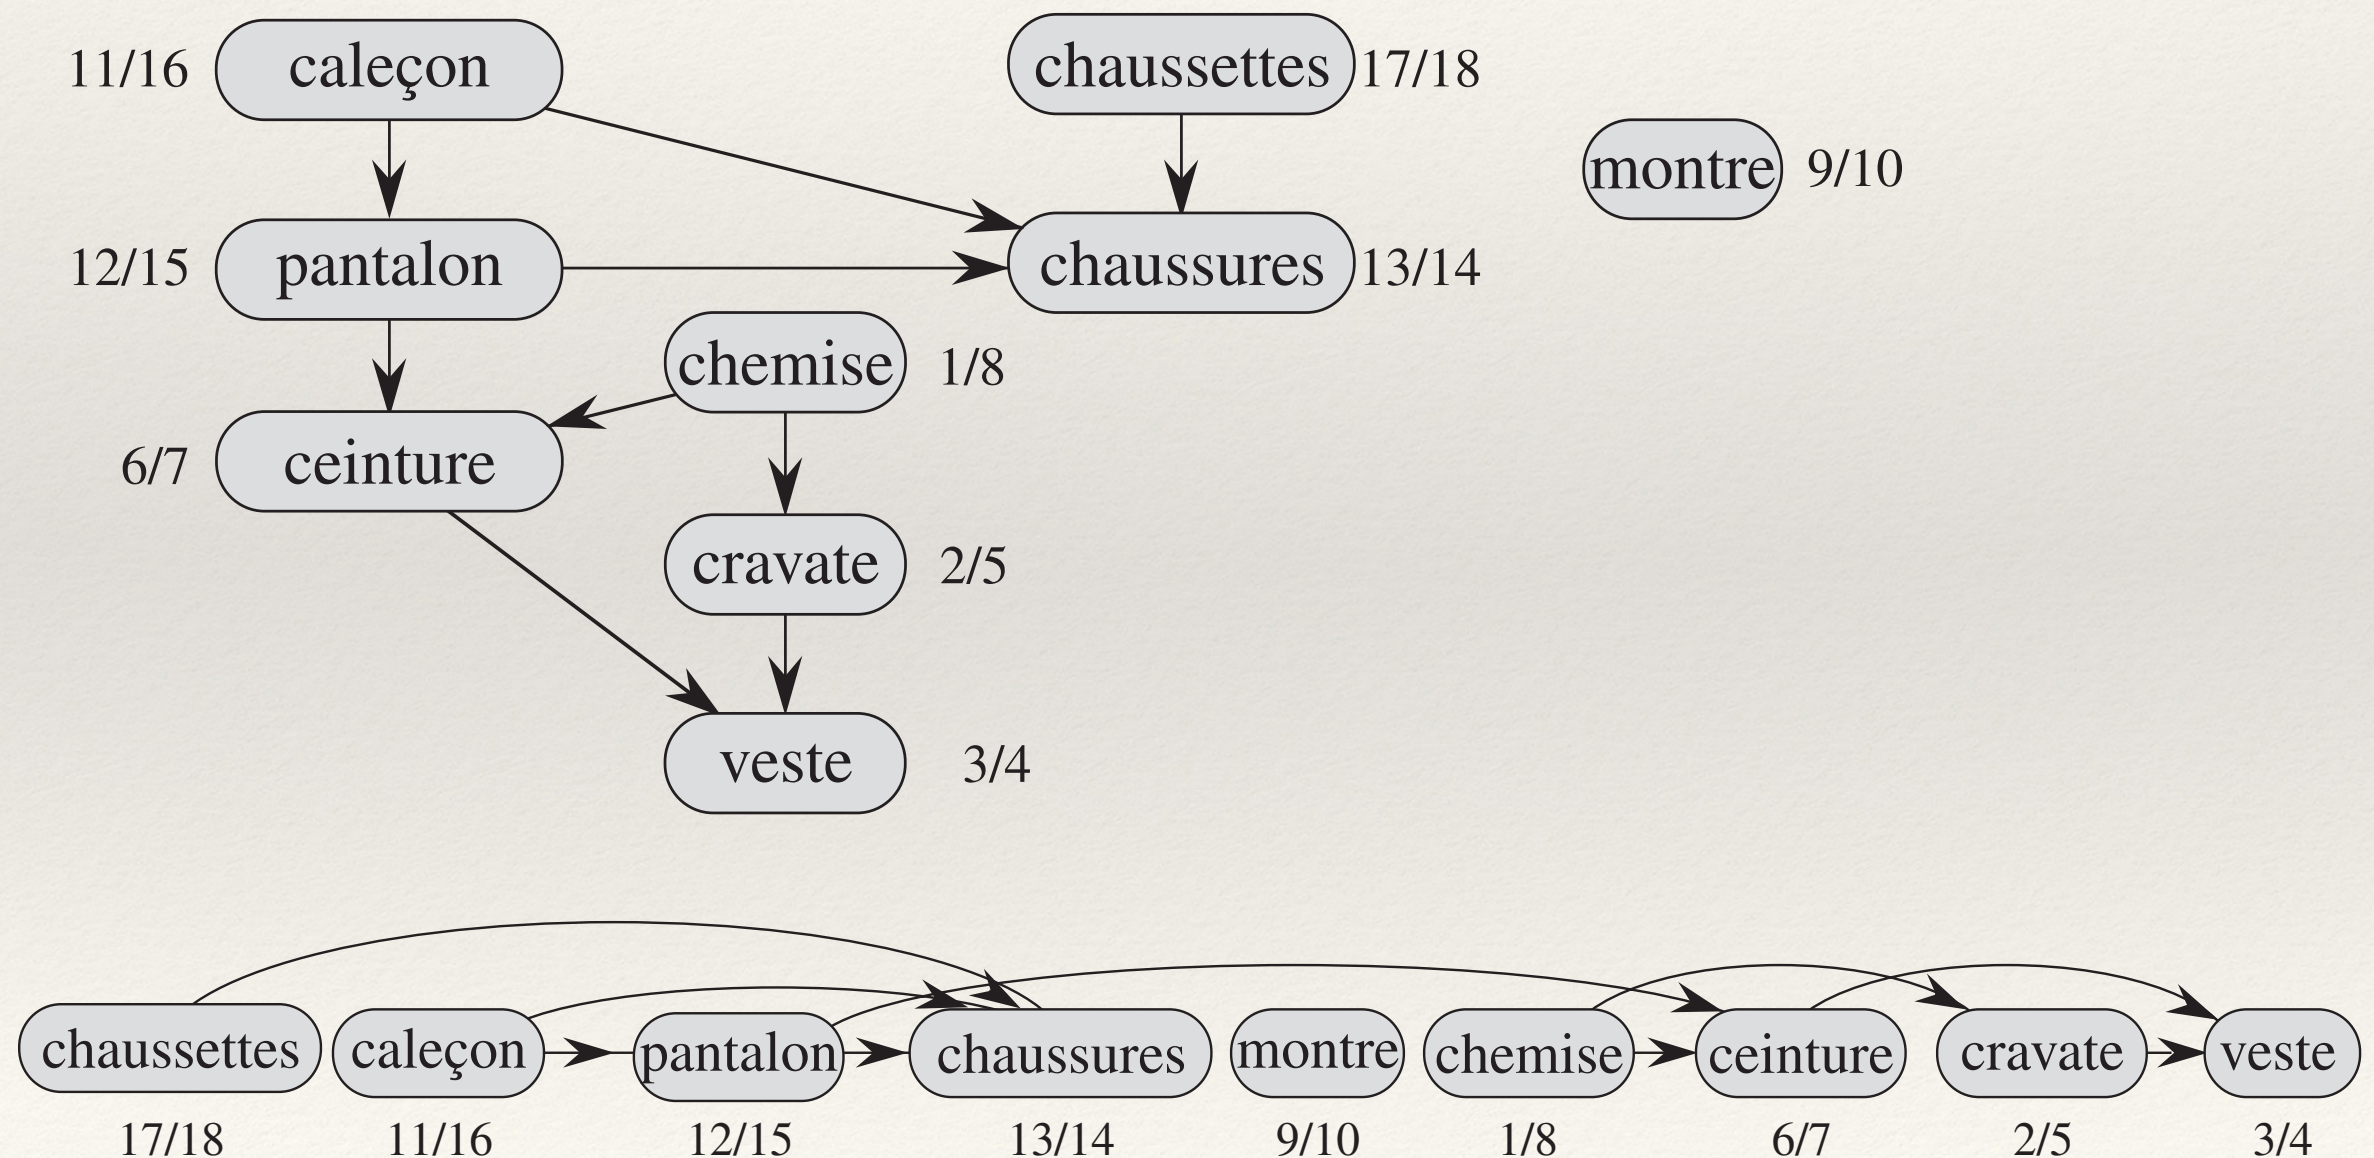 11/16 caleçon chaussettes 17/18
montre 9/10
12/15 pantalon chaussures 13/14
chemise 1/8
6/7 ceinture
cravate 2/5
veste 3/4
chaussettes caleçon pantalon chaussures montre chemise ceinture cravate veste
17/18 11/16 12/15 13/14 9/10 1/8 6/7 2/5 3/4